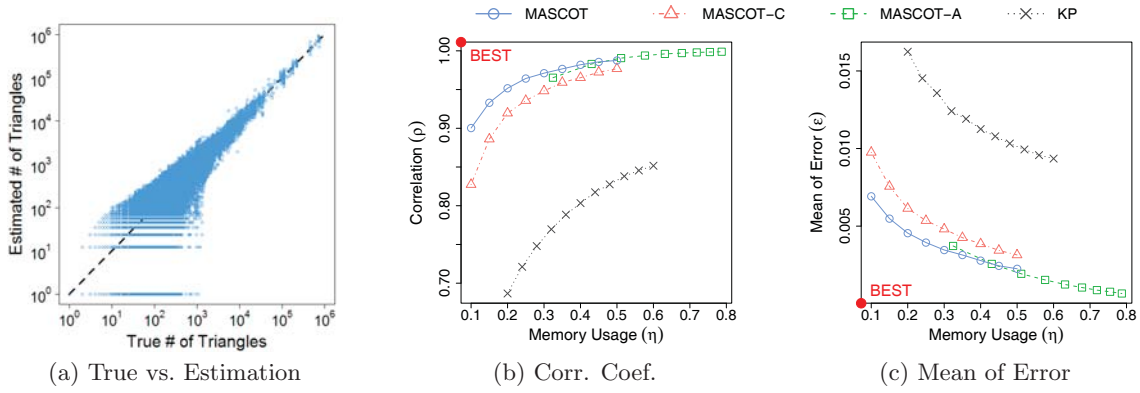 MASCOT MASCOT-C MASCOT-A KP
Estimated # of Triangles
10^6
10^5
10^4
10^3
10^2
10^1
10^0
10^0 10^1 10^2 10^3 10^4 10^5 10^6
True # of Triangles
(a) True vs. Estimation
BEST
Correlation (ρ)
1.00
0.90
0.80
0.70
0.1 0.2 0.3 0.4 0.5 0.6 0.7 0.8
Memory Usage (η)
(b) Corr. Coef.
Mean of Error (ε)
0.015
0.010
0.005
BEST
0.1 0.2 0.3 0.4 0.5 0.6 0.7 0.8
Memory Usage (η)
(c) Mean of Error